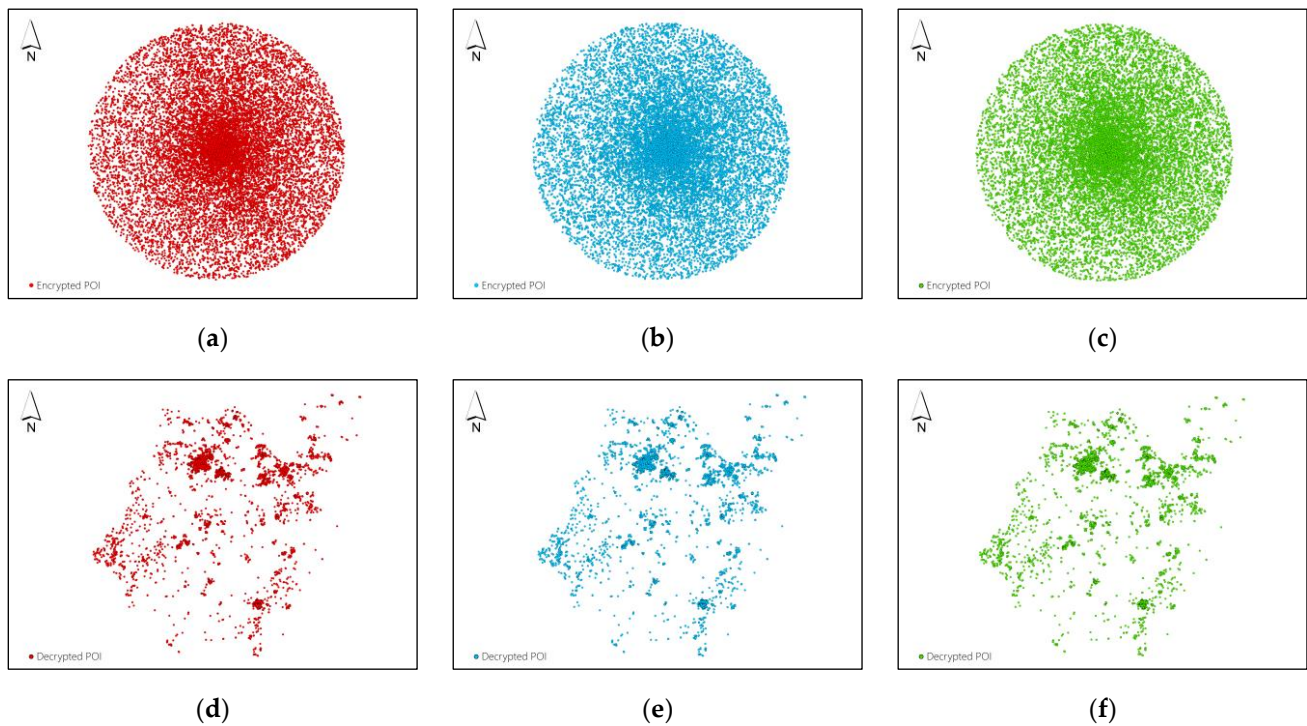 N
N
N
Encrypted POI
Encrypted POI
Encrypted POI
(a)
(b)
(c)
N
N
N
Decrypted POI
Decrypted POI
Decrypted POI
(d)
(e)
(f)